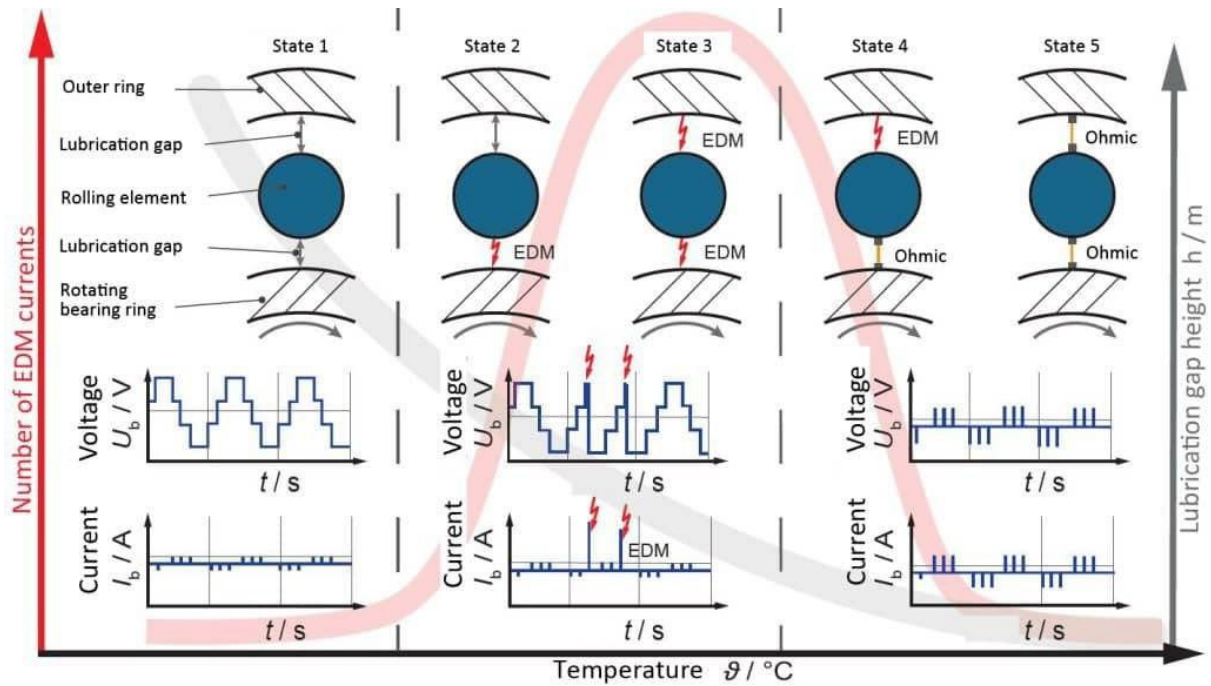 Number of EDM currents
State 1
State 2
State 3
State 4
State 5
Outer ring
Lubrication gap
Rolling element
Lubrication gap
Rotating
bearing ring
EDM
EDM
EDM
EDM
Ohmic
Ohmic
Ohmic
Voltage
U_b / V
t / s
Voltage
U_b / V
t / s
Voltage
U_b / V
t / s
Current
I_b / A
t / s
Current
I_b / A
EDM
t / s
Current
I_b / A
t / s
Temperature ϑ / °C
Lubrication gap height h / m